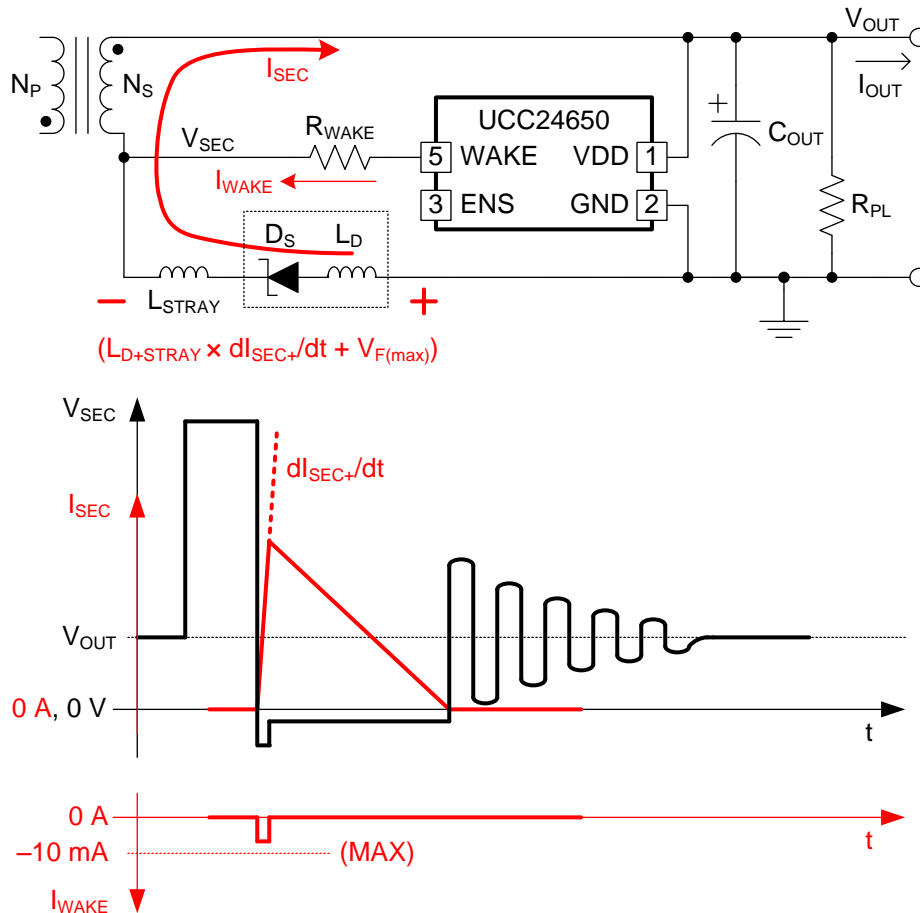 V_OUT
I_SEC
I_OUT
N_P
N_S
R_WAKE
UCC24650
+
C_OUT
V_SEC
5 WAKE VDD 1
I_WAKE
3 ENS GND 2
R_PL
D_S
L_D
L_STRAY
− +
(L_D+STRAY × dI_SEC+/dt + V_F(max))
V_SEC
dI_SEC+/dt
I_SEC
V_OUT
0 A, 0 V
t
0 A
t
–10 mA
(MAX)
I_WAKE